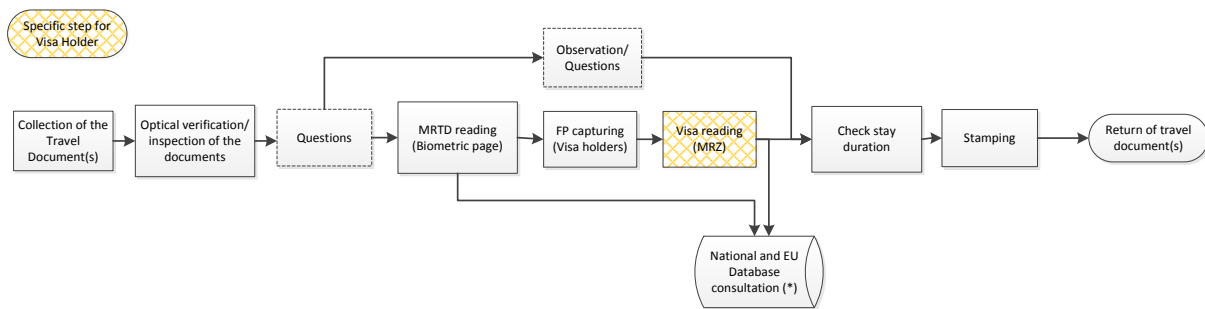 Specific step for
Visa Holder
Observation/
Questions
Collection of the
Travel
Document(s)
Optical verification/
inspection of the
documents
Questions
MRTD reading
(Biometric page)
FP capturing
(Visa holders)
Visa reading
(MRZ)
Check stay
duration
Stamping
Return of travel
document(s)
National and EU
Database
consultation (*)